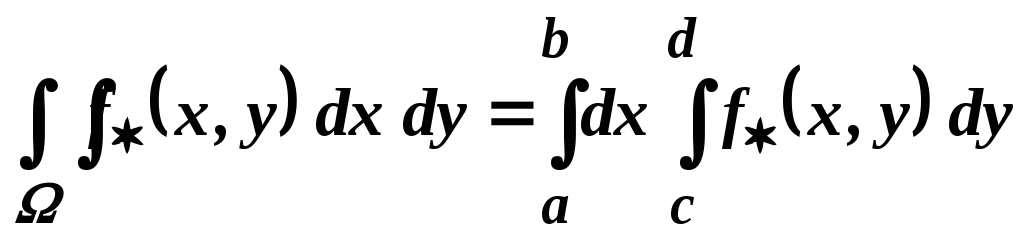 ∫∫_Ω f_✶(x, y) dx dy = ∫_a^b dx ∫_c^d f_✶(x, y) dy